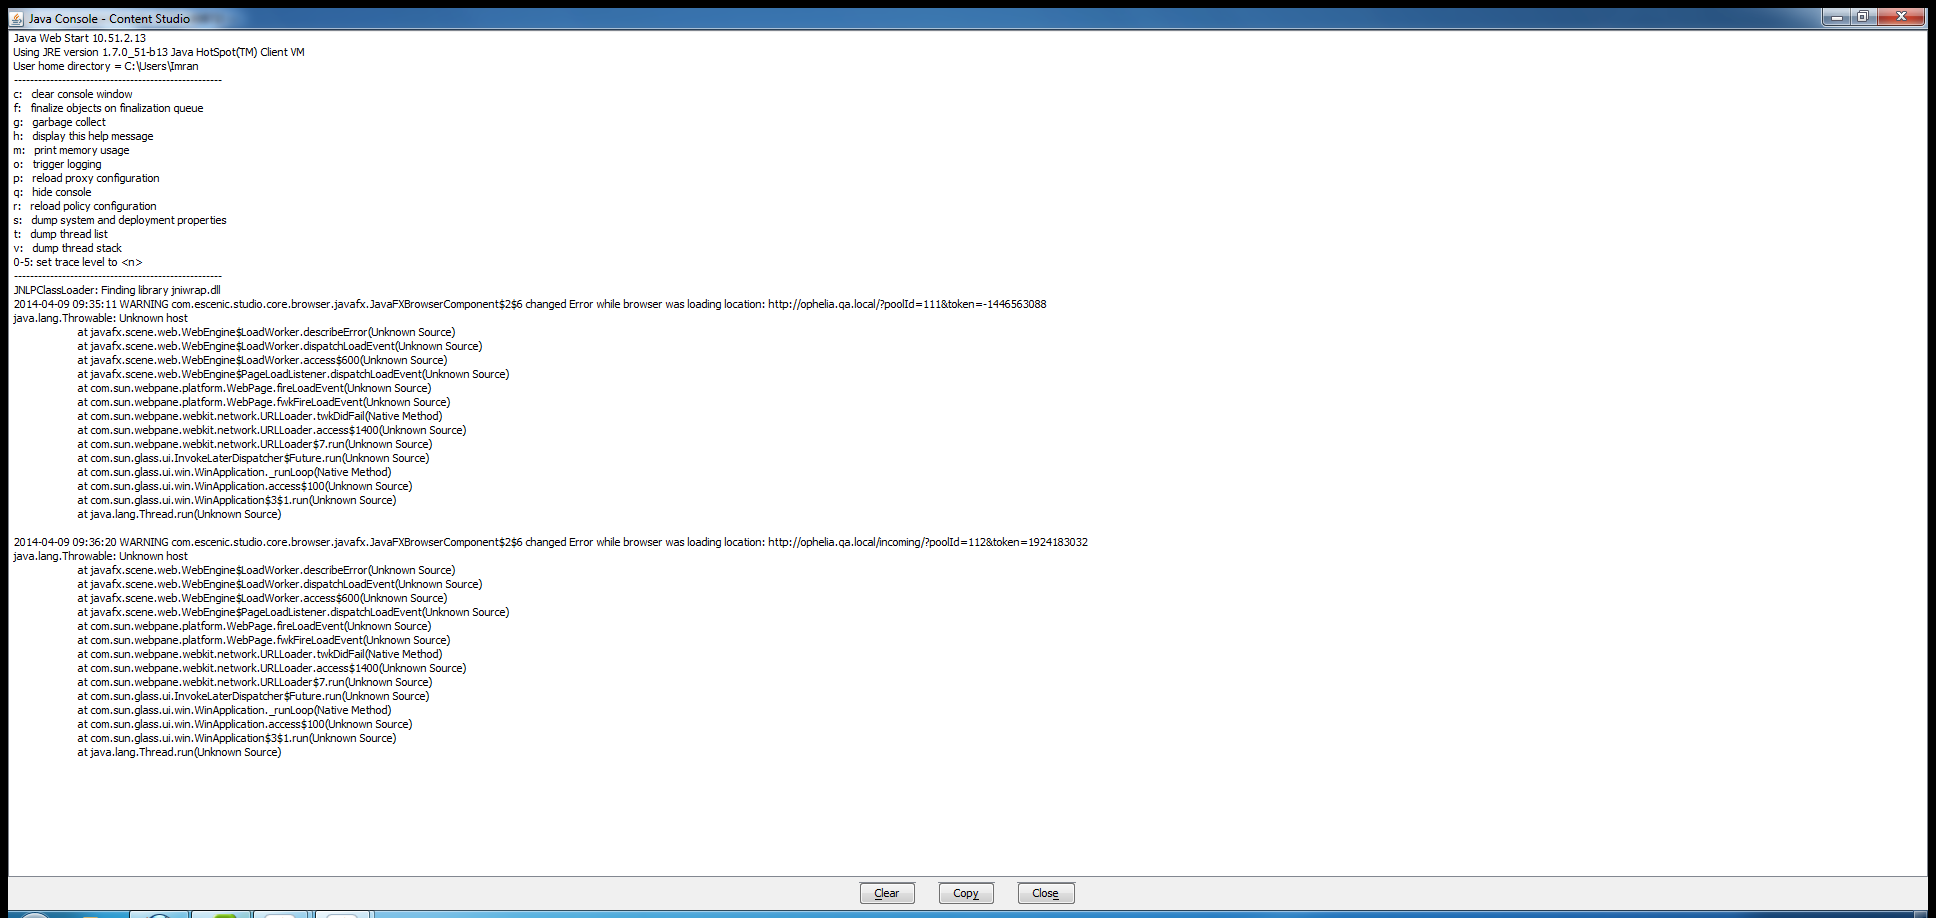 Java Console - Content Studio
Java Web Start 10.51.2.13
Using JRE version 1.7.0_51-b13 Java HotSpot(TM) Client VM
User home directory = C:\Users\Imran
----------------------------------------------------
c:   clear console window
f:   finalize objects on finalization queue
g:   garbage collect
h:   display this help message
m:   print memory usage
o:   trigger logging
p:   reload proxy configuration
q:   hide console
r:   reload policy configuration
s:   dump system and deployment properties
t:   dump thread list
v:   dump thread stack
0-5: set trace level to <n>
----------------------------------------------------
JNLPClassLoader: Finding library jniwrap.dll
2014-04-09 09:35:11 WARNING com.escenic.studio.core.browser.javafx.JavaFXBrowserComponent$2$6 changed Error while browser was loading location: http://ophelia.qa.local/?poolId=111&token=-1446563088
java.lang.Throwable: Unknown host
at javafx.scene.web.WebEngine$LoadWorker.describeError(Unknown Source)
at javafx.scene.web.WebEngine$LoadWorker.dispatchLoadEvent(Unknown Source)
at javafx.scene.web.WebEngine$LoadWorker.access$600(Unknown Source)
at javafx.scene.web.WebEngine$PageLoadListener.dispatchLoadEvent(Unknown Source)
at com.sun.webpane.platform.WebPage.fireLoadEvent(Unknown Source)
at com.sun.webpane.platform.WebPage.fwkFireLoadEvent(Unknown Source)
at com.sun.webpane.webkit.network.URLLoader.twkDidFail(Native Method)
at com.sun.webpane.webkit.network.URLLoader.access$1400(Unknown Source)
at com.sun.webpane.webkit.network.URLLoader$7.run(Unknown Source)
at com.sun.glass.ui.InvokeLaterDispatcher$Future.run(Unknown Source)
at com.sun.glass.ui.win.WinApplication._runLoop(Native Method)
at com.sun.glass.ui.win.WinApplication.access$100(Unknown Source)
at com.sun.glass.ui.win.WinApplication$3$1.run(Unknown Source)
at java.lang.Thread.run(Unknown Source)
2014-04-09 09:36:20 WARNING com.escenic.studio.core.browser.javafx.JavaFXBrowserComponent$2$6 changed Error while browser was loading location: http://ophelia.qa.local/incoming/?poolId=112&token=1924183032
java.lang.Throwable: Unknown host
at javafx.scene.web.WebEngine$LoadWorker.describeError(Unknown Source)
at javafx.scene.web.WebEngine$LoadWorker.dispatchLoadEvent(Unknown Source)
at javafx.scene.web.WebEngine$LoadWorker.access$600(Unknown Source)
at javafx.scene.web.WebEngine$PageLoadListener.dispatchLoadEvent(Unknown Source)
at com.sun.webpane.platform.WebPage.fireLoadEvent(Unknown Source)
at com.sun.webpane.platform.WebPage.fwkFireLoadEvent(Unknown Source)
at com.sun.webpane.webkit.network.URLLoader.twkDidFail(Native Method)
at com.sun.webpane.webkit.network.URLLoader.access$1400(Unknown Source)
at com.sun.webpane.webkit.network.URLLoader$7.run(Unknown Source)
at com.sun.glass.ui.InvokeLaterDispatcher$Future.run(Unknown Source)
at com.sun.glass.ui.win.WinApplication._runLoop(Native Method)
at com.sun.glass.ui.win.WinApplication.access$100(Unknown Source)
at com.sun.glass.ui.win.WinApplication$3$1.run(Unknown Source)
at java.lang.Thread.run(Unknown Source)
Clear Copy Close